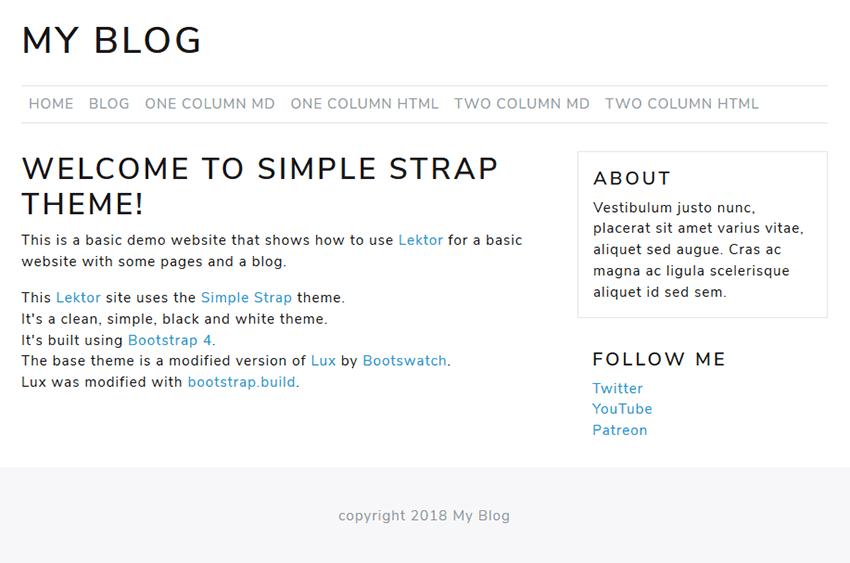 MY BLOG
HOME BLOG ONE COLUMN MD ONE COLUMN HTML TWO COLUMN MD TWO COLUMN HTML
WELCOME TO SIMPLE STRAP
THEME!
This is a basic demo website that shows how to use Lektor for a basic
website with some pages and a blog.
This Lektor site uses the Simple Strap theme.
It's a clean, simple, black and white theme.
It's built using Bootstrap 4.
The base theme is a modified version of Lux by Bootswatch.
Lux was modified with bootstrap.build.
ABOUT
Vestibulum justo nunc,
placerat sit amet varius vitae,
aliquet sed augue. Cras ac
magna ac ligula scelerisque
aliquet id sed sem.
FOLLOW ME
Twitter
YouTube
Patreon
copyright 2018 My Blog